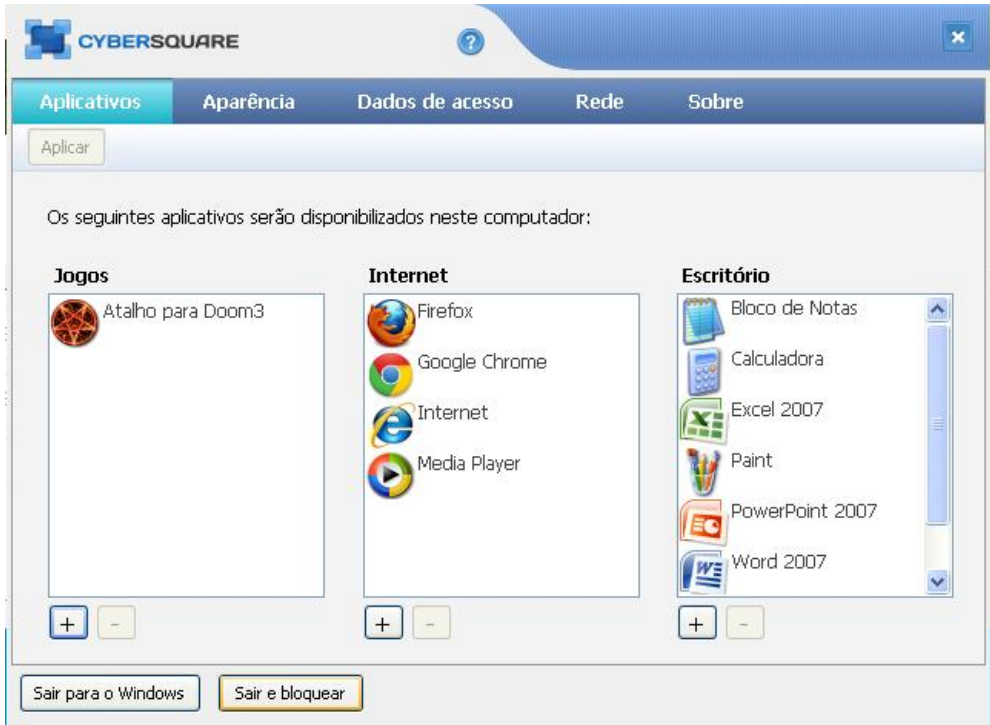 CYBERSQUARE
?
Aplicativos Aparência Dados de acesso Rede Sobre
Aplicar
Os seguintes aplicativos serão disponibilizados neste computador:
Jogos
Atalho para Doom3
+ -
Internet
Firefox
Google Chrome
Internet
Media Player
+ -
Escritório
Bloco de Notas
Calculadora
Excel 2007
Paint
PowerPoint 2007
Word 2007
+ -
Sair para o Windows Sair e bloquear